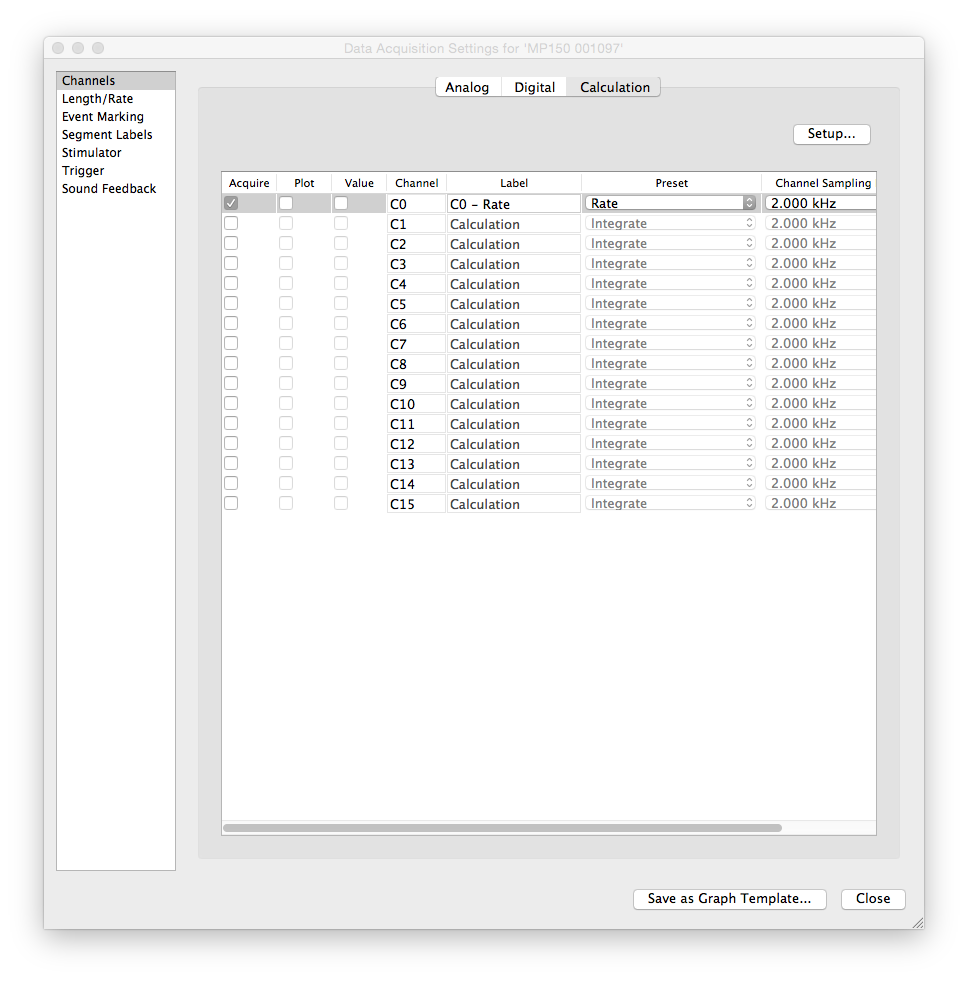 Data Acquisition Settings for 'MP150 001097'
Channels
Length/Rate
Event Marking
Segment Labels
Stimulator
Trigger
Sound Feedback
Analog Digital Calculation
Setup...
Acquire Plot Value Channel Label Preset Channel Sampling
C0 C0 – Rate Rate 2.000 kHz
C1 Calculation Integrate 2.000 kHz
C2 Calculation Integrate 2.000 kHz
C3 Calculation Integrate 2.000 kHz
C4 Calculation Integrate 2.000 kHz
C5 Calculation Integrate 2.000 kHz
C6 Calculation Integrate 2.000 kHz
C7 Calculation Integrate 2.000 kHz
C8 Calculation Integrate 2.000 kHz
C9 Calculation Integrate 2.000 kHz
C10 Calculation Integrate 2.000 kHz
C11 Calculation Integrate 2.000 kHz
C12 Calculation Integrate 2.000 kHz
C13 Calculation Integrate 2.000 kHz
C14 Calculation Integrate 2.000 kHz
C15 Calculation Integrate 2.000 kHz
Save as Graph Template... Close